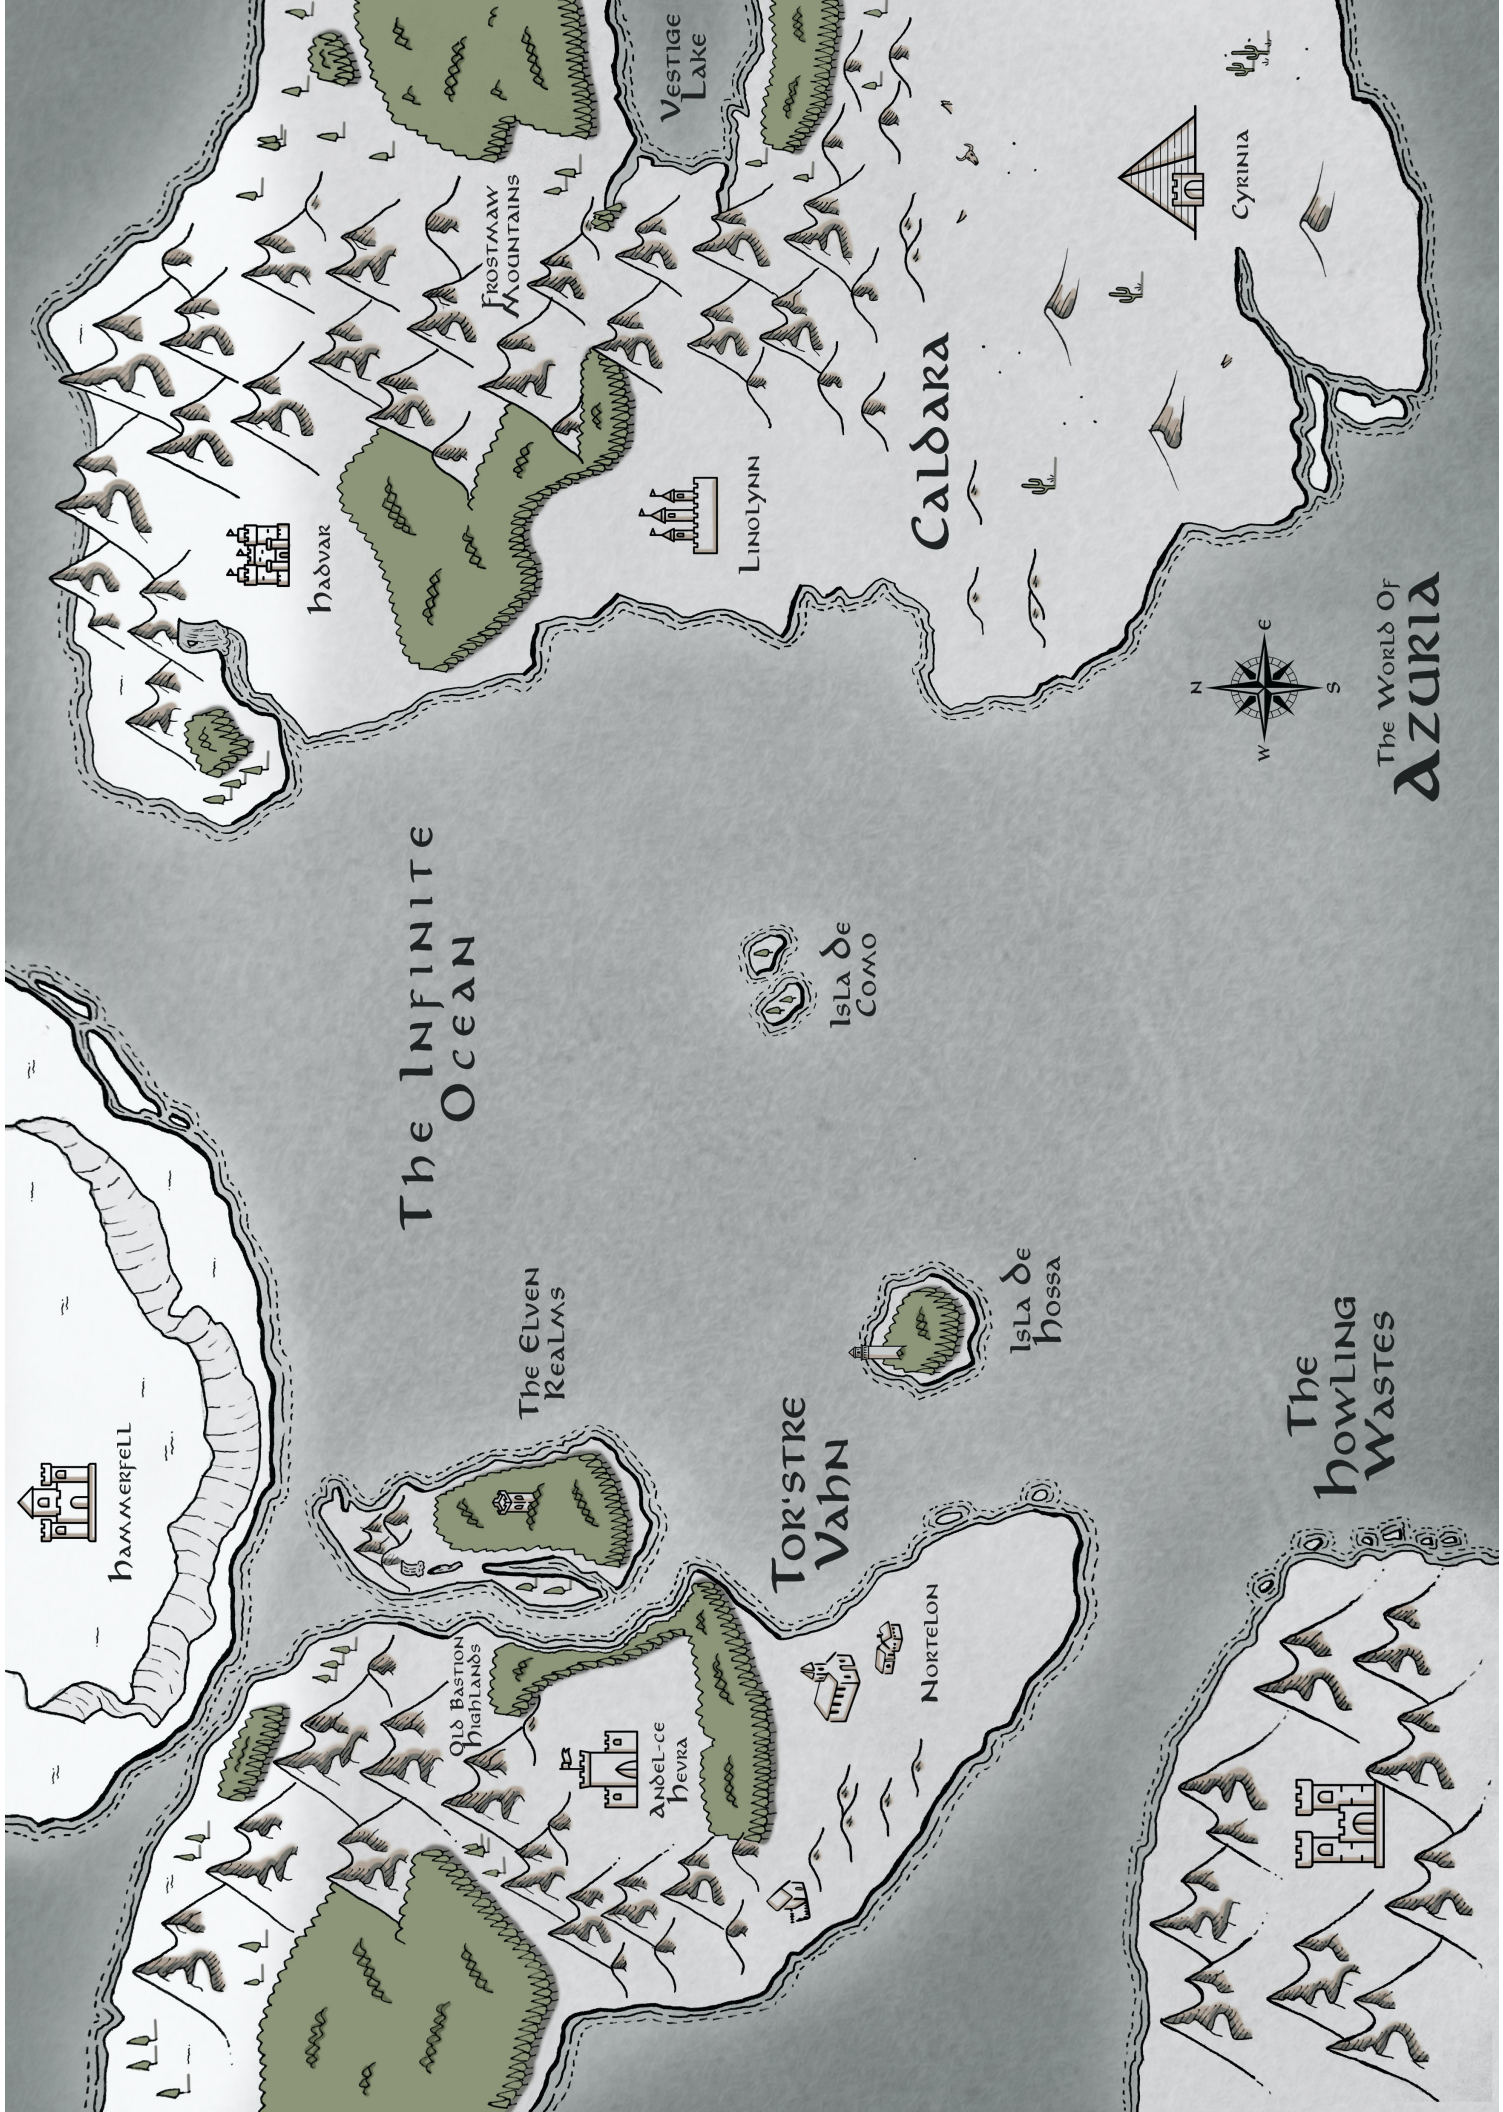 Hammerfell
The Infinite
Ocean
Hadvar
Frostmaw
Mountains
Vestige
Lake
Old Bastion
Highlands
The Elven
Realms
Andel-ce
Hevra
Tor'stre
Vahn
Nortelon
Isla de
Hossa
Isla de
Como
Linolynn
Caldara
Cyrinia
The
Howling
Wastes
N
W
E
S
The World Of
Azuria